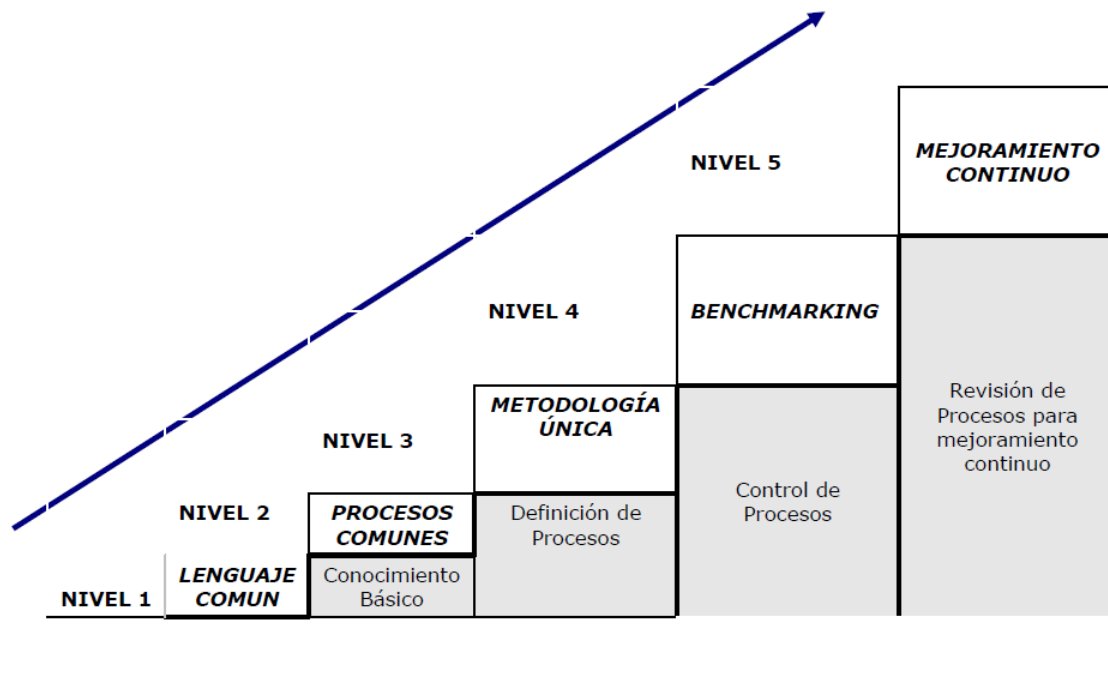 NIVEL 5
MEJORAMIENTO
CONTINUO
NIVEL 4
BENCHMARKING
Revisión de
Procesos para
mejoramiento
continuo
NIVEL 3
METODOLOGÍA
ÚNICA
Control de
Procesos
NIVEL 2
PROCESOS
COMUNES
Definición de
Procesos
NIVEL 1
LENGUAJE
COMUN
Conocimiento
Básico